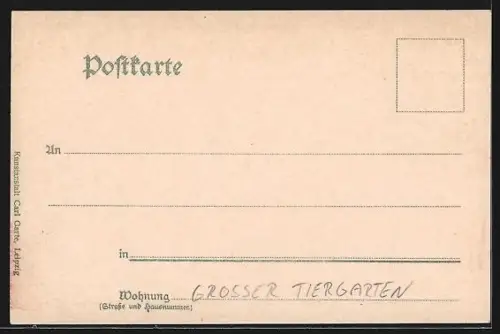 Postkarte
An
in
Wohnung GROSSER TIERGARTEN
(Straße und Hausnummer)
Kunstanstalt Carl Garte, Leipzig